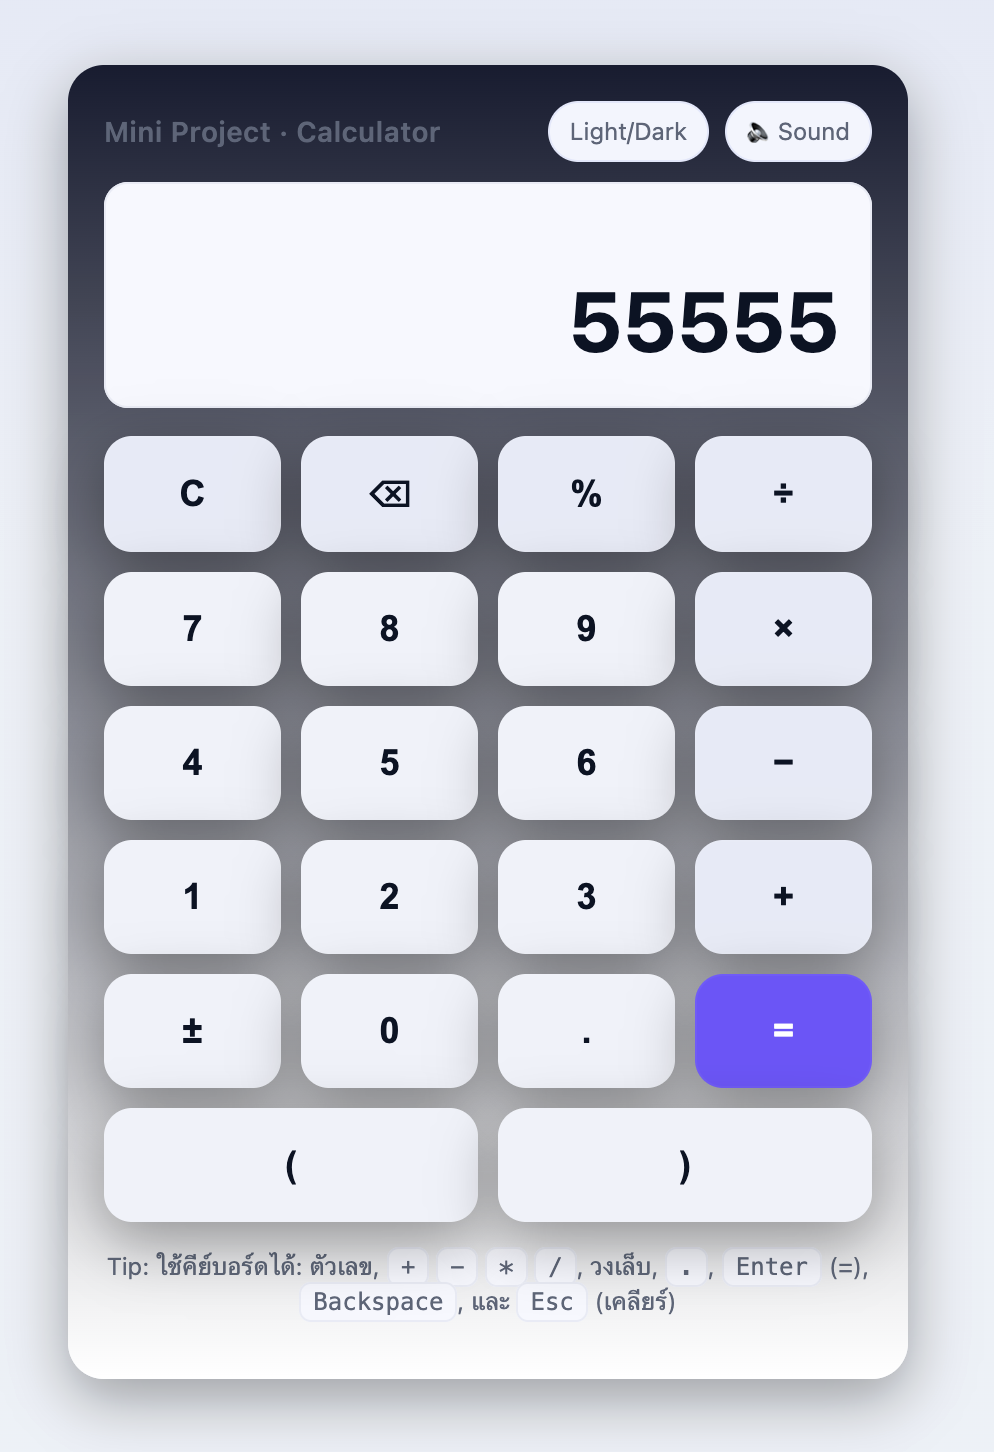 Mini Project · Calculator
Light/Dark
🔈 Sound
55555
C ⌫ % ÷
7 8 9 ×
4 5 6 −
1 2 3 +
± 0 . =
( )
Tip: ใช้คีย์บอร์ดได้: ตัวเลข, + − * / , วงเล็บ, . , Enter (=),
Backspace , และ Esc (เคลียร์)